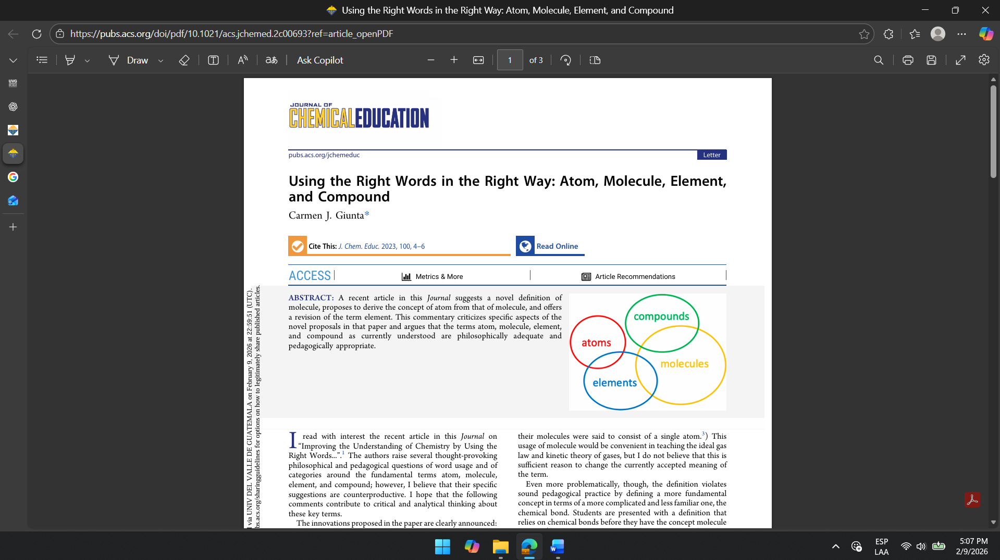 Using the Right Words in the Right Way: Atom, Molecule, Element, and Compound
https://pubs.acs.org/doi/pdf/10.1021/acs.jchemed.2c00693?ref=article_openPDF
Draw
aあ
Ask Copilot
1
of 3
UVG
JOURNAL OF
CHEMICALEDUCATION
pubs.acs.org/jchemeduc
Letter
Using the Right Words in the Right Way: Atom, Molecule, Element,
and Compound
Carmen J. Giunta*
Cite This: J. Chem. Educ. 2023, 100, 4–6
Read Online
ACCESS
Metrics & More
Article Recommendations
ABSTRACT: A recent article in this Journal suggests a novel definition of
molecule, proposes to derive the concept of atom from that of molecule, and offers
a revision of the term element. This commentary criticizes specific aspects of the
novel proposals in that paper and argues that the terms atom, molecule, element,
and compound as currently understood are philosophically adequate and
pedagogically appropriate.
compounds
atoms
molecules
elements
l via UNIV DEL VALLE DE GUATEMALA on February 9, 2026 at 22:59:51 (UTC).
bs.acs.org/sharingguidelines for options on how to legitimately share published articles.
I read with interest the recent article in this Journal on
“Improving the Understanding of Chemistry by Using the
Right Words...”.1 The authors raise several thought-provoking
philosophical and pedagogical questions of word usage and of
categories around the fundamental terms atom, molecule,
element, and compound; however, I believe that their specific
suggestions are counterproductive. I hope that the following
comments contribute to critical and analytical thinking about
these key terms.
The innovations proposed in the paper are clearly announced:
their molecules were said to consist of a single atom.3) This
usage of molecule would be convenient in teaching the ideal gas
law and kinetic theory of gases, but I do not believe that this is
sufficient reason to change the currently accepted meaning of
the term.
Even more problematically, though, the definition violates
sound pedagogical practice by defining a more fundamental
concept in terms of a more complicated and less familiar one, the
chemical bond. Students are presented with a definition that
relies on chemical bonds before they have the concept molecule
ESP
LAA
5:07 PM
2/9/2026